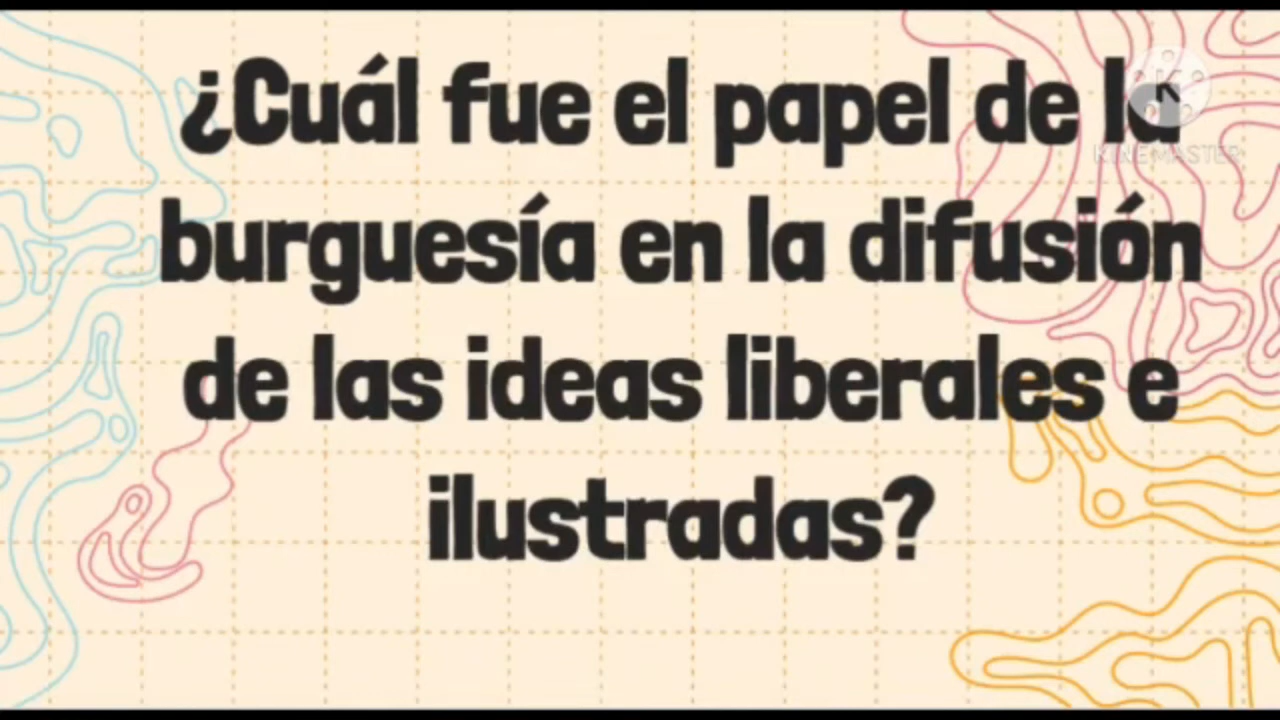 ¿Cuál fue el papel de la
burguesía en la difusión
de las ideas liberales e
ilustradas?
K
KINEMASTER